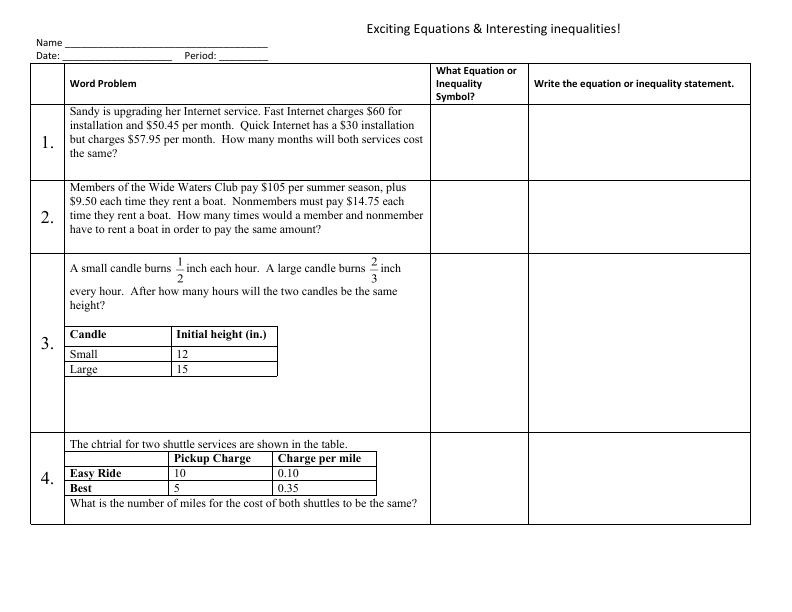 Exciting Equations & Interesting inequalities!
Name ____________________________________
Date: ____________________ Period: _________
Word Problem
What Equation or
Inequality
Symbol?
Write the equation or inequality statement.
1.
Sandy is upgrading her Internet service. Fast Internet charges $60 for
installation and $50.45 per month. Quick Internet has a $30 installation
but charges $57.95 per month. How many months will both services cost
the same?
2.
Members of the Wide Waters Club pay $105 per summer season, plus
$9.50 each time they rent a boat. Nonmembers must pay $14.75 each
time they rent a boat. How many times would a member and nonmember
have to rent a boat in order to pay the same amount?
3.
A small candle burns 1/2 inch each hour. A large candle burns 2/3 inch
every hour. After how many hours will the two candles be the same
height?
Candle Initial height (in.)
Small 12
Large 15
4.
The chtrial for two shuttle services are shown in the table.
Pickup Charge Charge per mile
Easy Ride 10 0.10
Best 5 0.35
What is the number of miles for the cost of both shuttles to be the same?